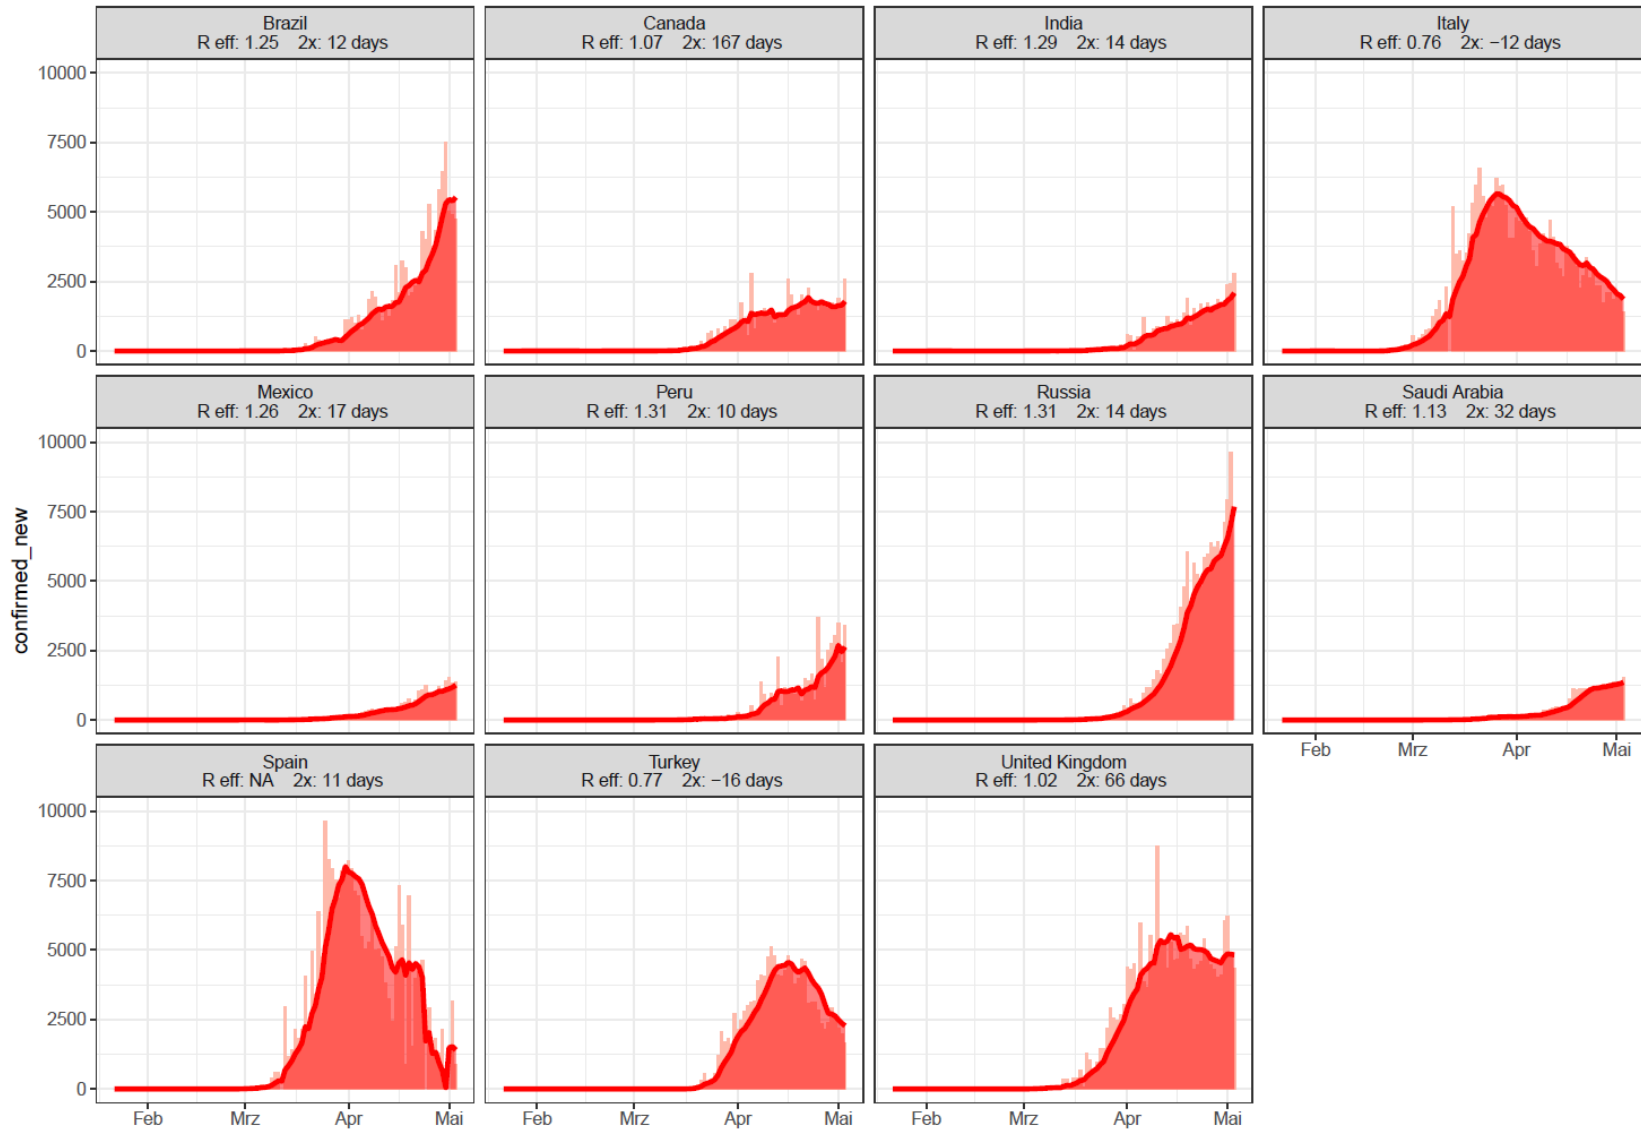 Brazil
R eff: 1.25 2x: 12 days
Canada
R eff: 1.07 2x: 167 days
India
R eff: 1.29 2x: 14 days
Italy
R eff: 0.76 2x: −12 days
10000
7500
5000
2500
0
Mexico
R eff: 1.26 2x: 17 days
Peru
R eff: 1.31 2x: 10 days
Russia
R eff: 1.31 2x: 14 days
Saudi Arabia
R eff: 1.13 2x: 32 days
10000
7500
5000
2500
0
confirmed_new
Feb Mrz Apr Mai
Spain
R eff: NA 2x: 11 days
Turkey
R eff: 0.77 2x: −16 days
United Kingdom
R eff: 1.02 2x: 66 days
10000
7500
5000
2500
0
Feb Mrz Apr Mai
Feb Mrz Apr Mai
Feb Mrz Apr Mai